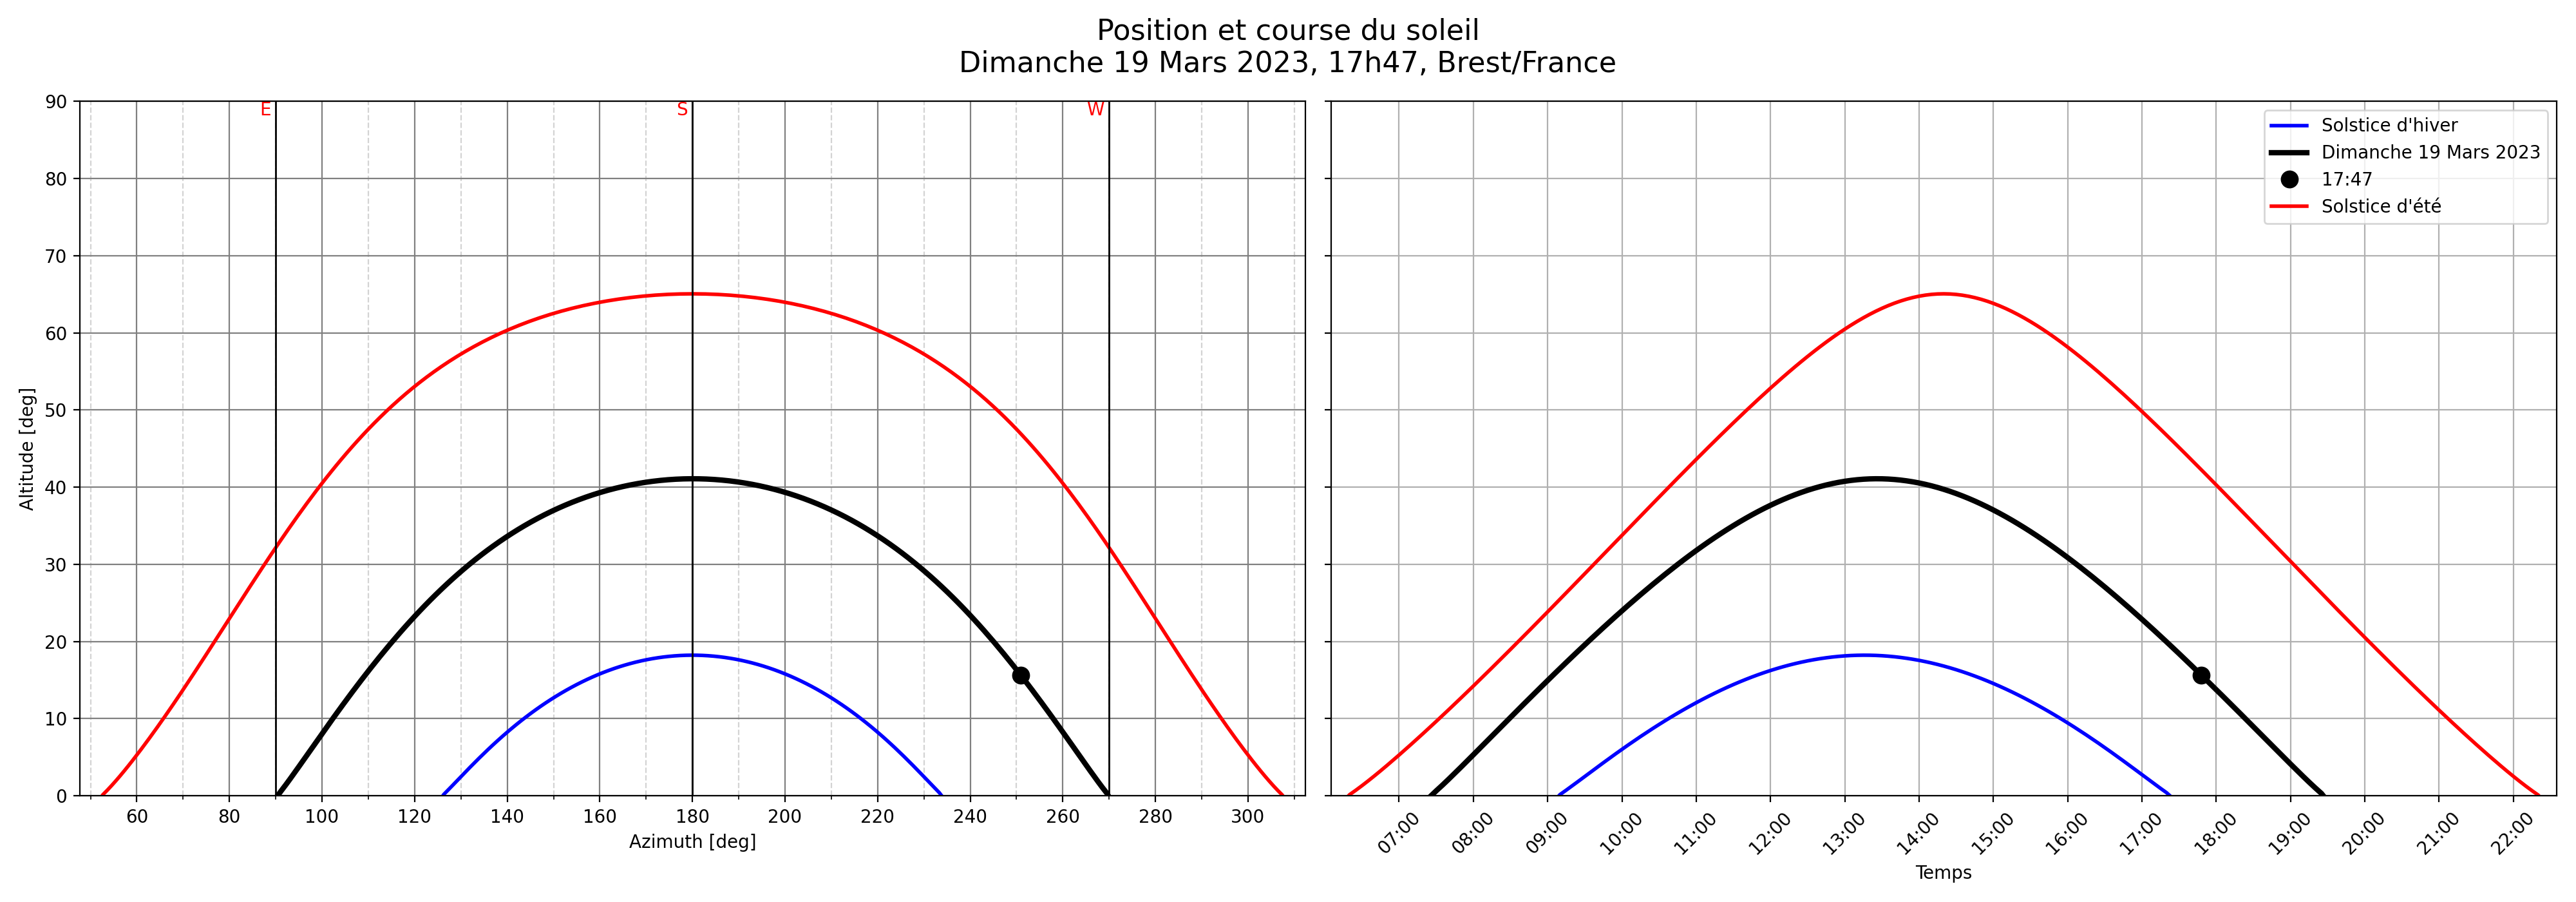 Position et course du soleil
Dimanche 19 Mars 2023, 17h47, Brest/France
E
S
W
90
80
70
60
50
40
30
20
10
0
Altitude [deg]
60 80 100 120 140 160 180 200 220 240 260 280 300
Azimuth [deg]
Solstice d'hiver
Dimanche 19 Mars 2023
17:47
Solstice d'été
07:00 08:00 09:00 10:00 11:00 12:00 13:00 14:00 15:00 16:00 17:00 18:00 19:00 20:00 21:00 22:00
Temps